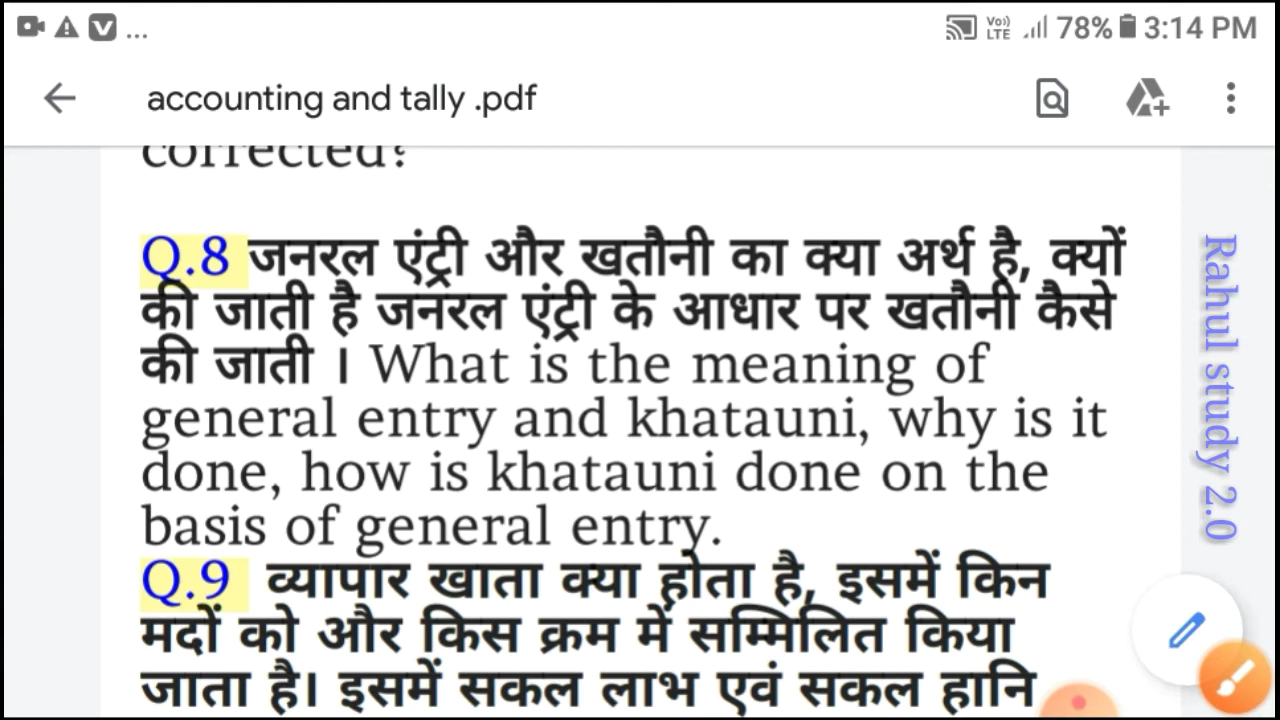 ... VoLTE 78% 3:14 PM
accounting and tally .pdf
corrected?
Q.8 जनरल एंट्री और खतौनी का क्या अर्थ है, क्यों
की जाती है जनरल एंट्री के आधार पर खतौनी कैसे
की जाती । What is the meaning of
general entry and khatauni, why is it
done, how is khatauni done on the
basis of general entry.
Q.9 व्यापार खाता क्या होता है, इसमें किन
मदों को और किस क्रम में सम्मिलित किया
जाता है। इसमें सकल लाभ एवं सकल हानि
Rahul study 2.0